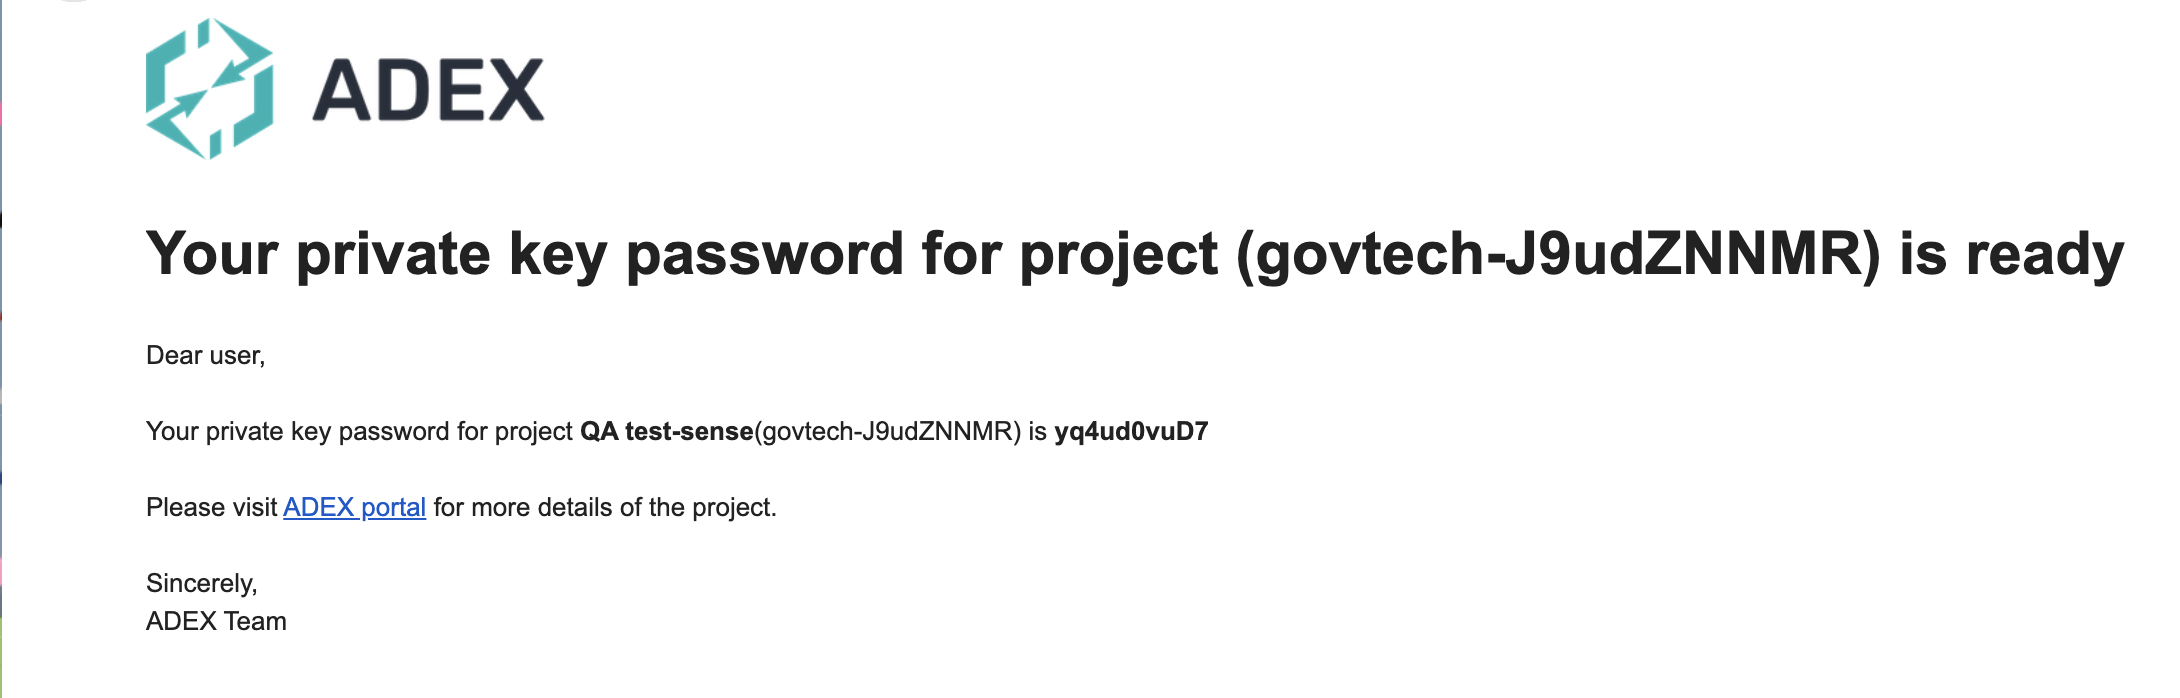 ADEX
Your private key password for project (govtech-J9udZNNMR) is ready
Dear user,
Your private key password for project QA test-sense(govtech-J9udZNNMR) is yq4ud0vuD7
Please visit ADEX portal for more details of the project.
Sincerely,
ADEX Team